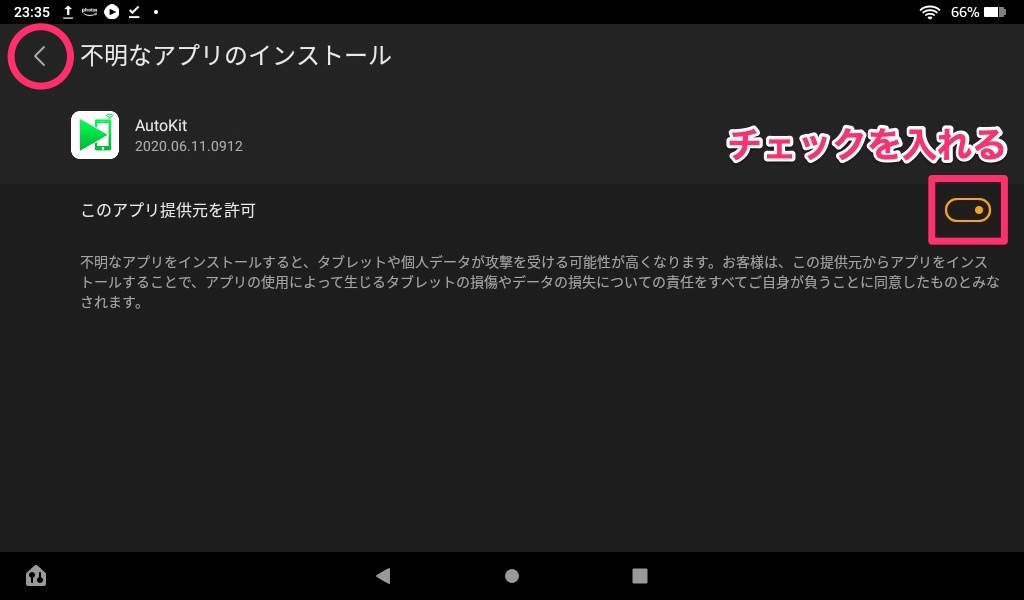 23:35
photos
66%
不明なアプリのインストール
AutoKit
2020.06.11.0912
チェックを入れる
このアプリ提供元を許可
不明なアプリをインストールすると、タブレットや個人データが攻撃を受ける可能性が高くなります。お客様は、この提供元からアプリをインス
トールすることで、アプリの使用によって生じるタブレットの損傷やデータの損失についての責任をすべてご自身が負うことに同意したものとみな
されます。